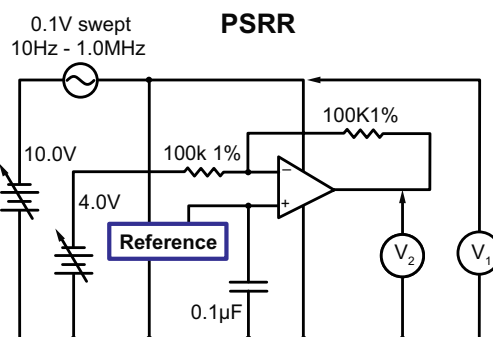 PSRR
0.1V swept
10Hz - 1.0MHz
100K1%
100k 1%
10.0V
4.0V
−
+
Reference
0.1µF
V2
V1